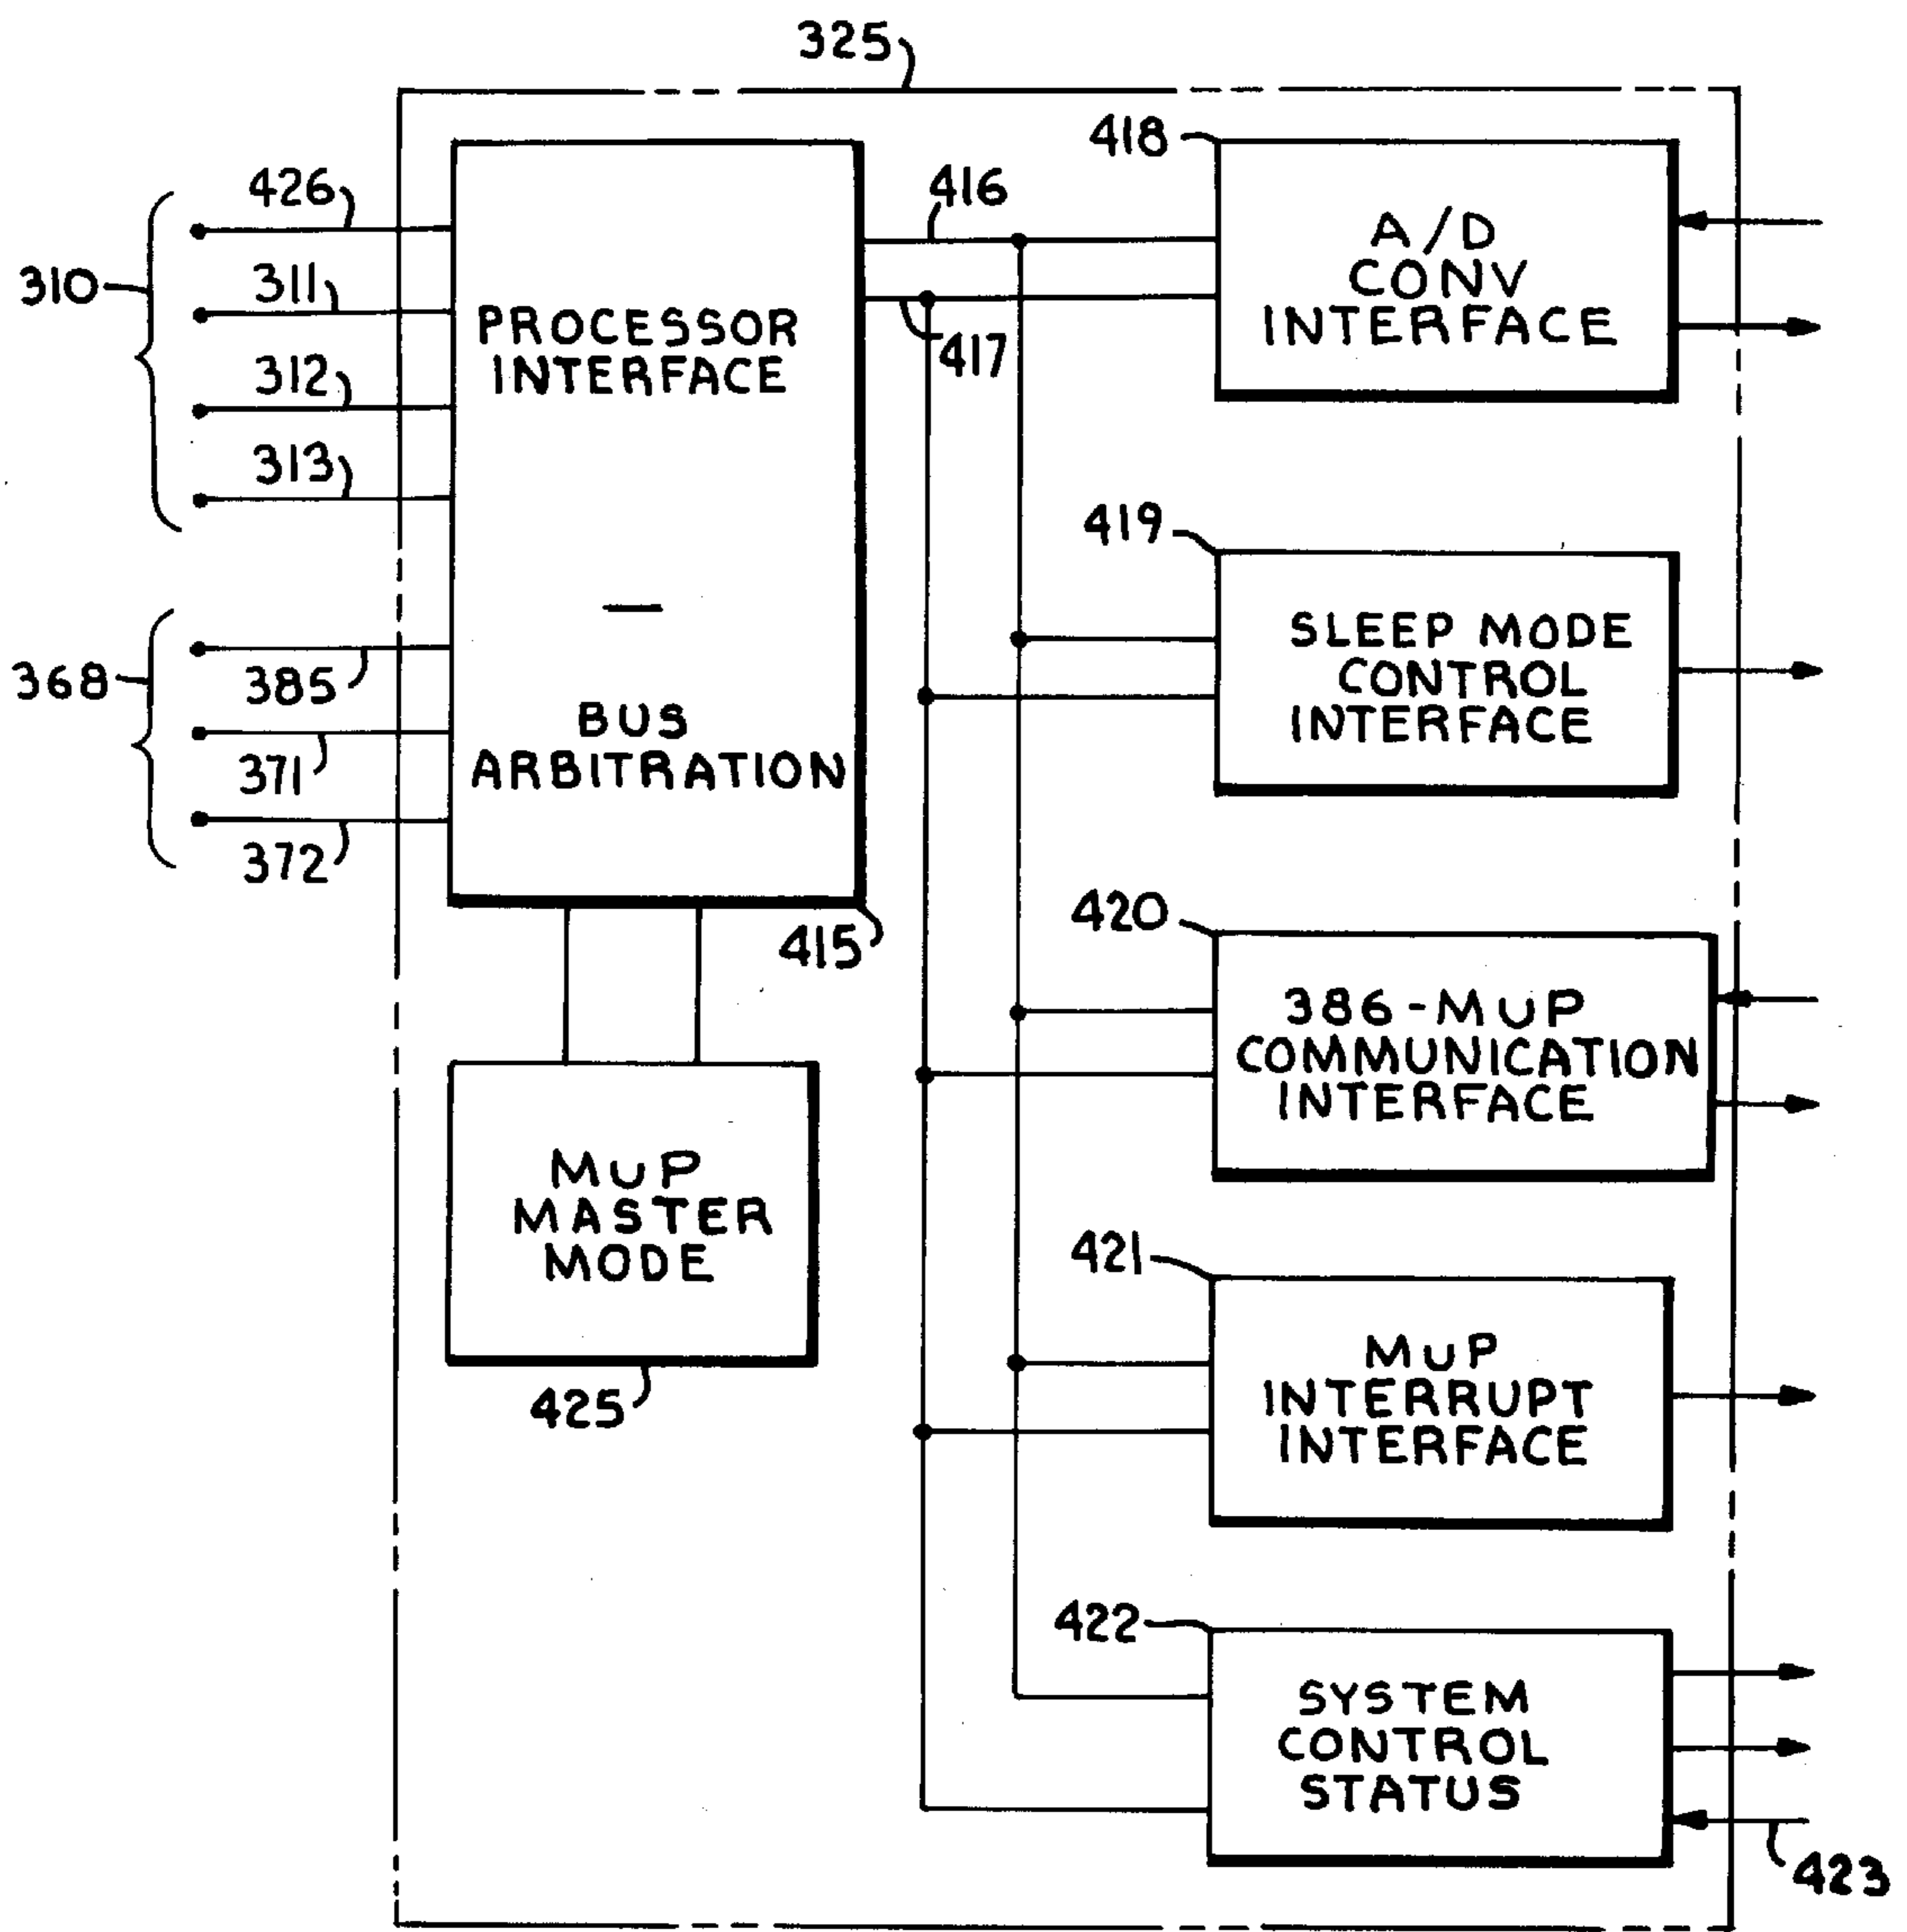 325
418
426
416
A/D
CONV
INTERFACE
310
311
PROCESSOR
INTERFACE
417
312
313
419
SLEEP MODE
CONTROL
INTERFACE
368
385
BUS
ARBITRATION
371
372
415
420
386-MUP
COMMUNICATION
INTERFACE
MUP
MASTER
MODE
425
421
MUP
INTERRUPT
INTERFACE
422
SYSTEM
CONTROL
STATUS
423